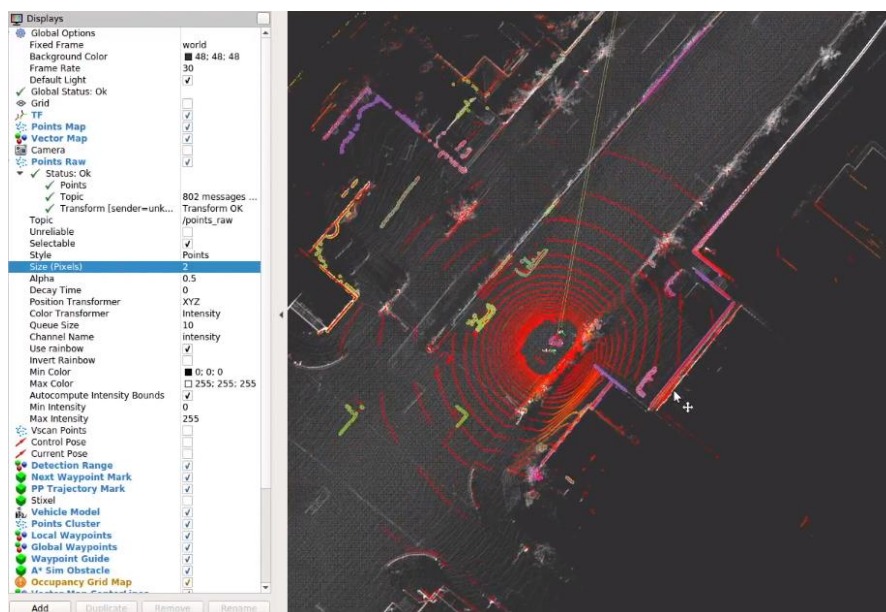 Displays
Global Options
Fixed Frame world
Background Color 48; 48; 48
Frame Rate 30
Default Light
Global Status: Ok
Grid
TF
Points Map
Vector Map
Camera
Points Raw
Status: Ok
Points
Topic 802 messages ...
Transform [sender=unk... Transform OK
Topic /points_raw
Unreliable
Selectable
Style Points
Size (Pixels) 2
Alpha 0.5
Decay Time 0
Position Transformer XYZ
Color Transformer Intensity
Queue Size 10
Channel Name intensity
Use rainbow
Invert Rainbow
Min Color 0; 0; 0
Max Color 255; 255; 255
Autocompute Intensity Bounds
Min Intensity 0
Max Intensity 255
Vscan Points
Control Pose
Current Pose
Detection Range
Next Waypoint Mark
PP Trajectory Mark
Stixel
Vehicle Model
Points Cluster
Local Waypoints
Global Waypoints
Waypoint Guide
A* Sim Obstacle
Occupancy Grid Map
Vector Map CenterLines
Add Duplicate Remove Rename